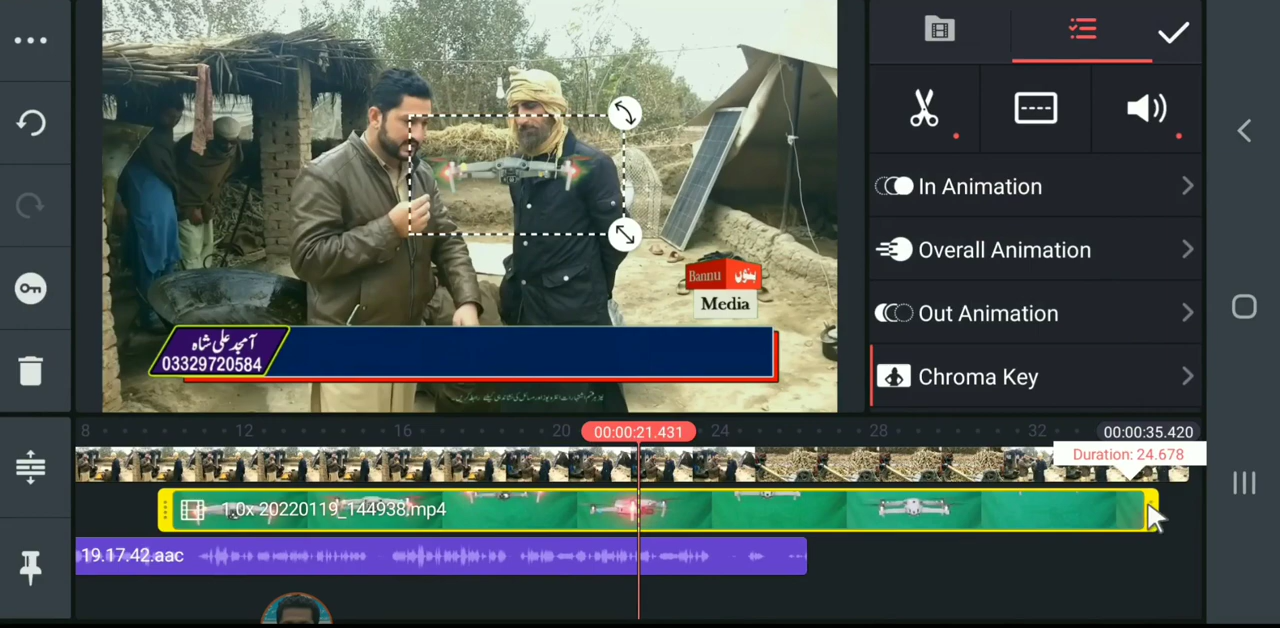 In Animation
Overall Animation
Out Animation
Chroma Key
Bannu بنوں
Media
آمجد علی شاہ
03329720584
8 12 16 20 00:00:21.431 24 28 32 00:00:35.420
Duration: 24.678
1.0x 20220119_144938.mp4
19.17.42.aac